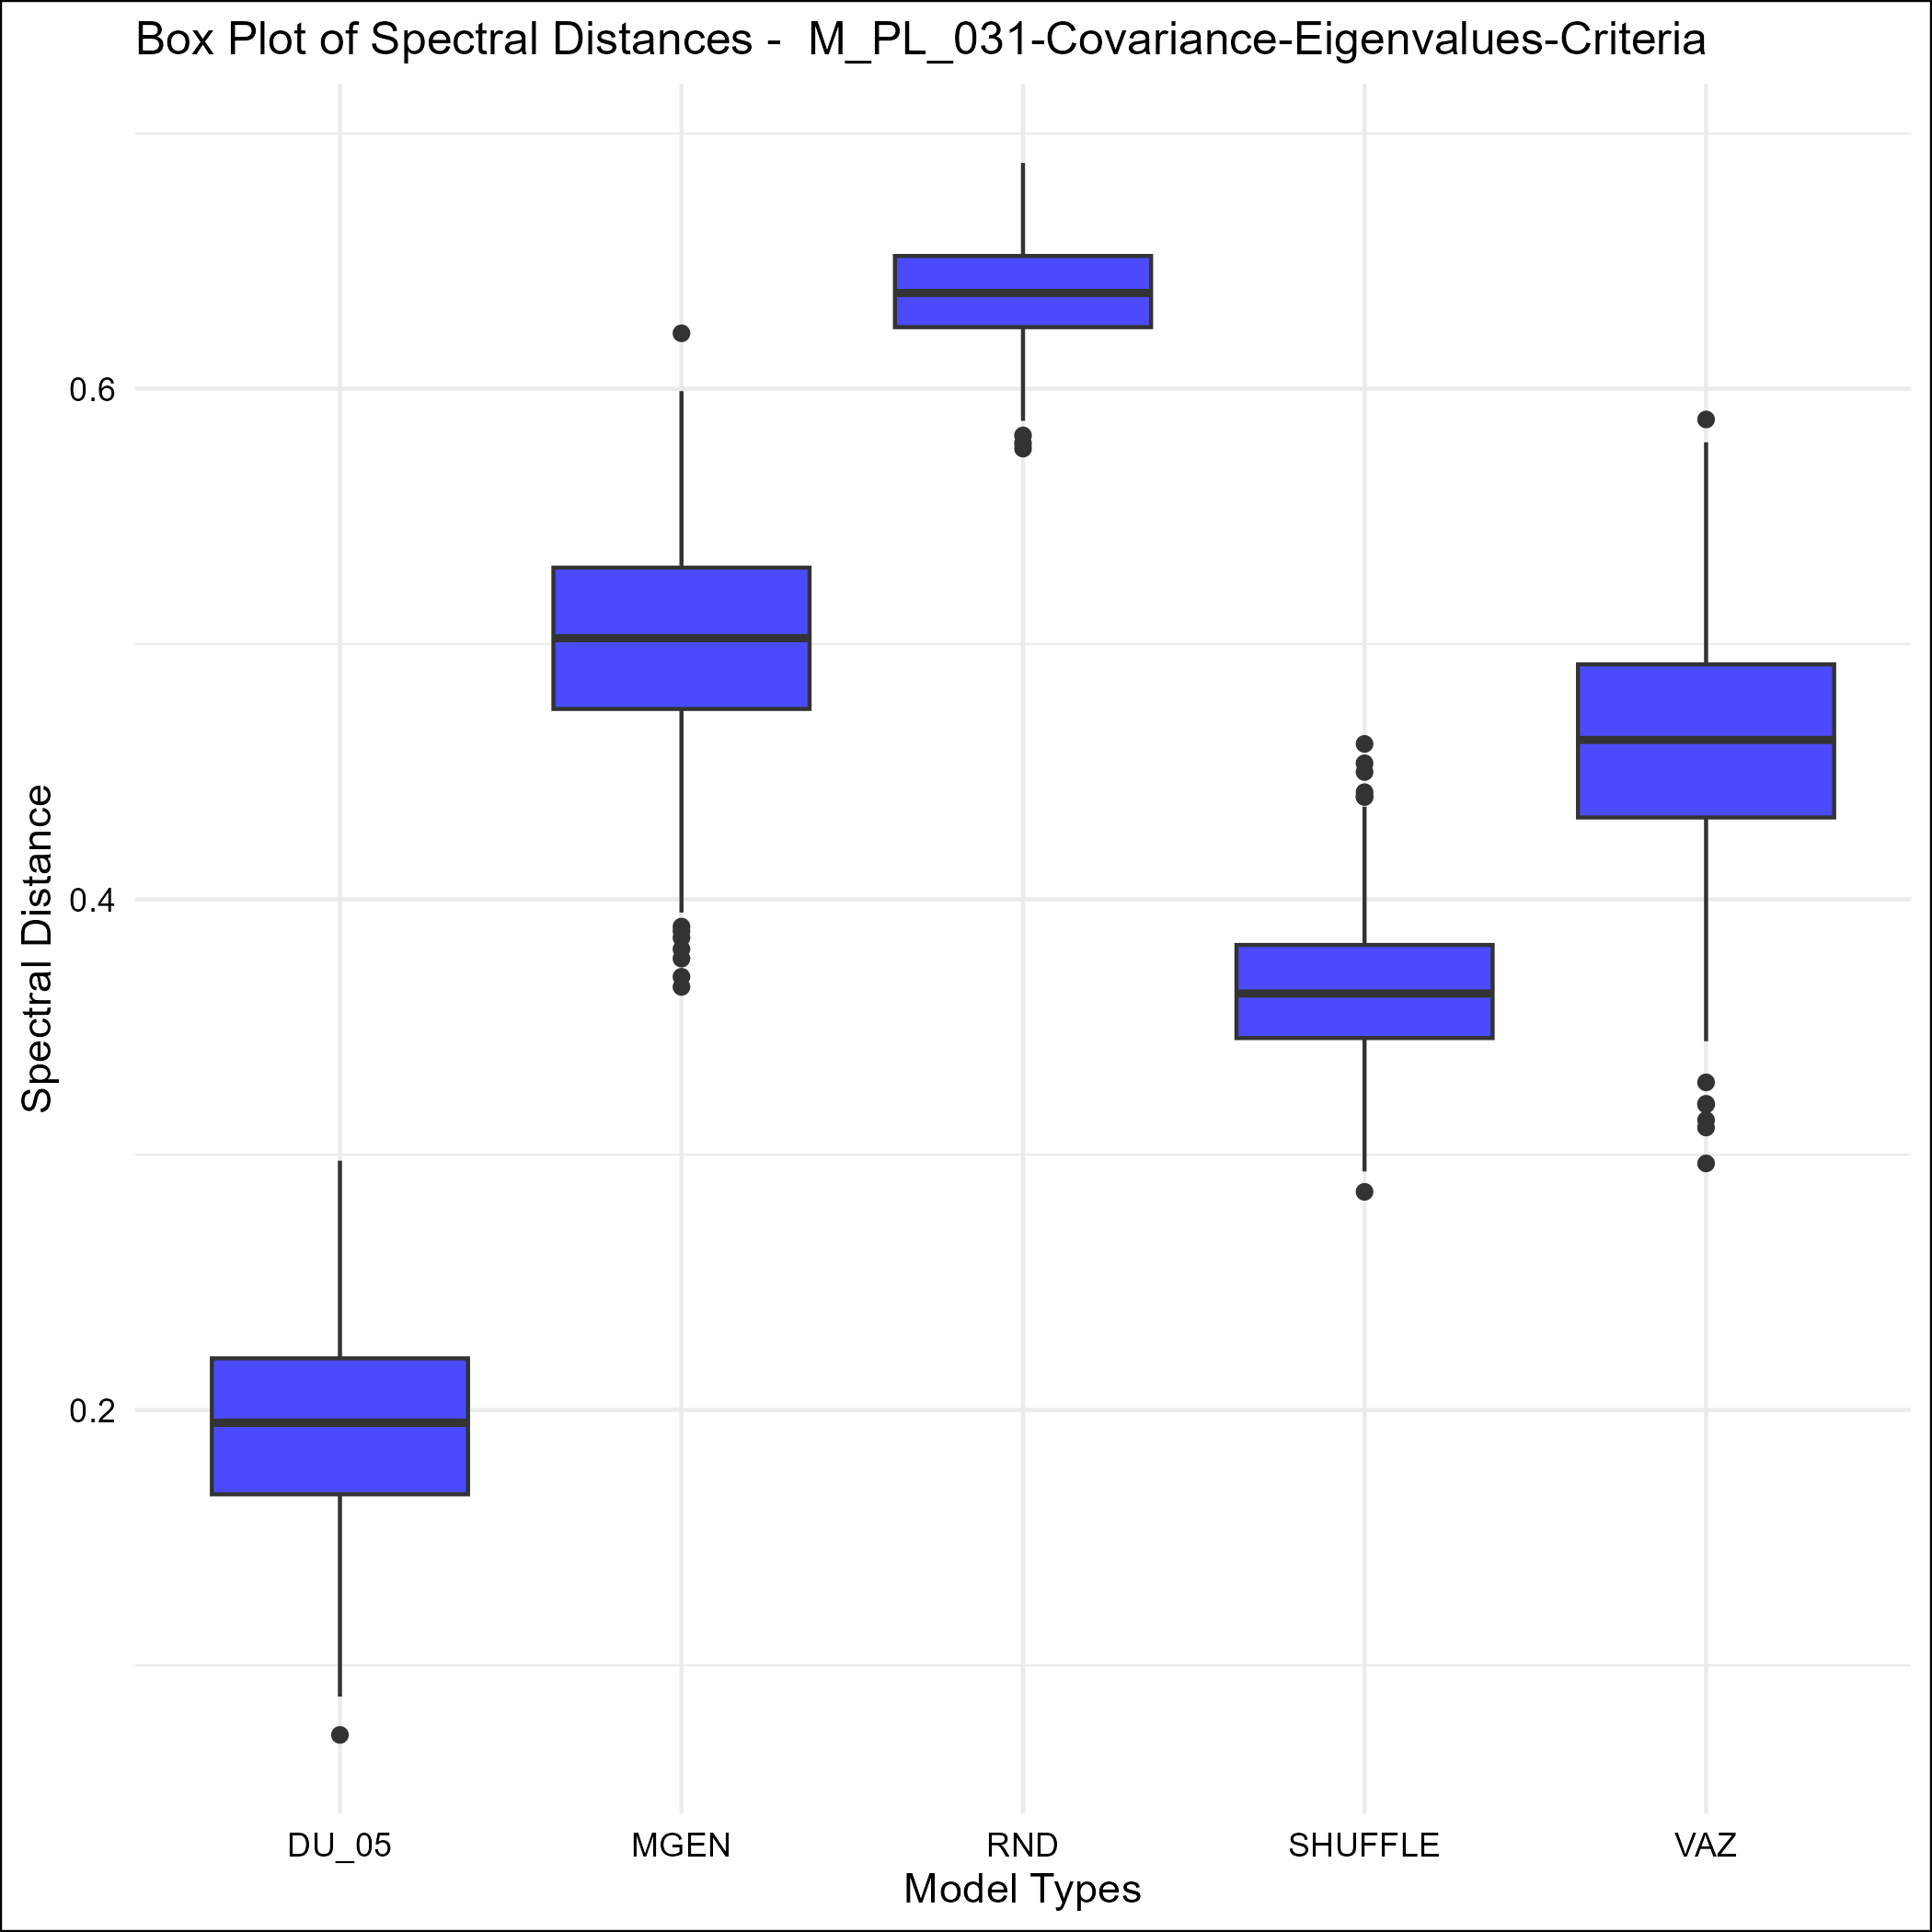 Box Plot of Spectral Distances -  M_PL_031-Covariance-Eigenvalues-Criteria
Spectral Distance
0.6
0.4
0.2
DU_05
MGEN
RND
SHUFFLE
VAZ
Model Types